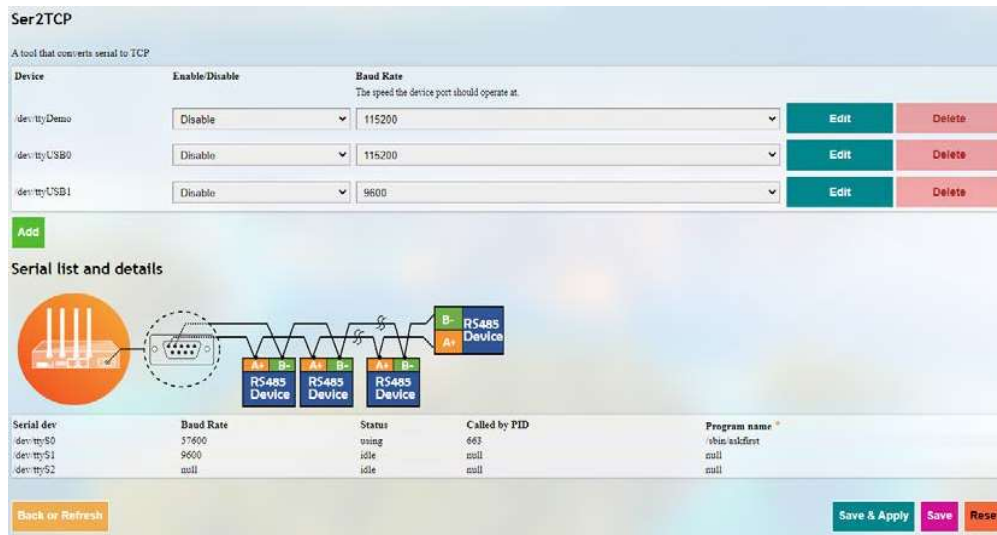 Ser2TCP
A tool that converts serial to TCP
Device Enable/Disable Baud Rate
The speed the device port should operate at.
/dev/ttyDemo Disable 115200 Edit Delete
/dev/ttyUSB0 Disable 115200 Edit Delete
/dev/ttyUSB1 Disable 9600 Edit Delete
Add
Serial list and details
B- RS485
A+ Device
A+ B- A+ B- A+ B-
RS485 RS485 RS485
Device Device Device
Serial dev Baud Rate Status Called by PID Program name *
/dev/ttyS0 57600 using 663 /sbin/askfirst
/dev/ttyS1 9600 idle null null
/dev/ttyS2 null idle null null
Back or Refresh Save & Apply Save Rese